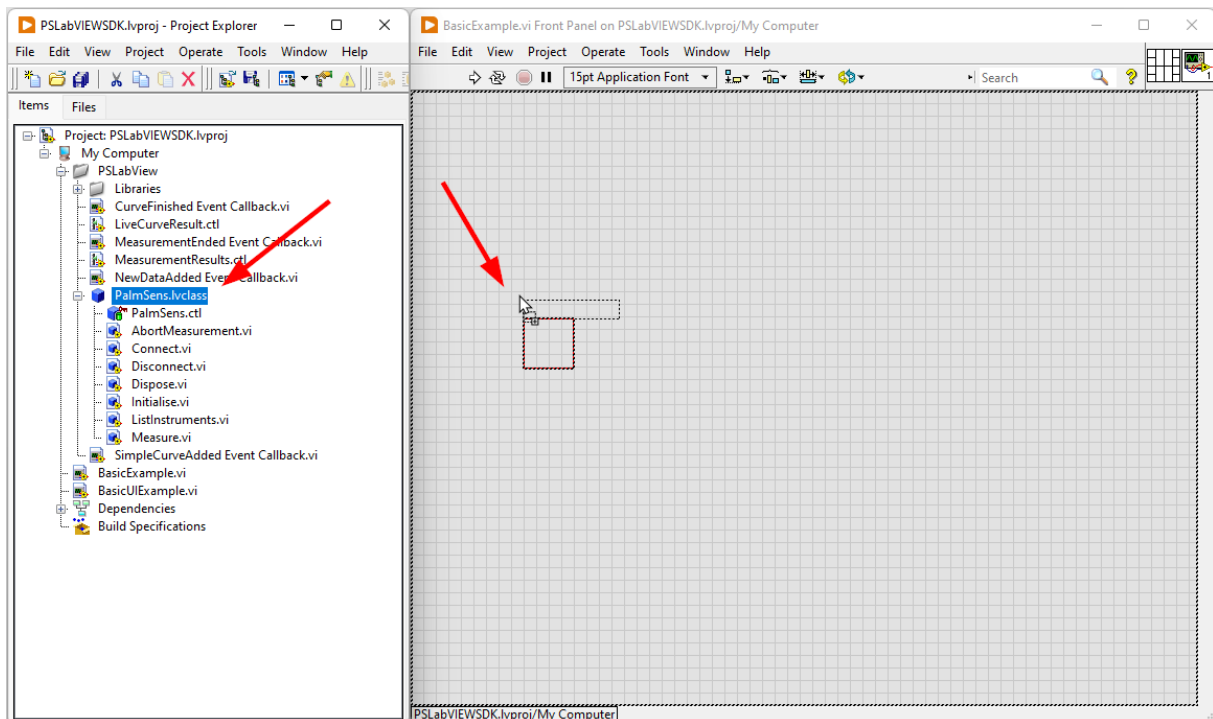 PSLabVIEWSDK.lvproj - Project Explorer
File Edit View Project Operate Tools Window Help
Items Files
Project: PSLabVIEWSDK.lvproj
My Computer
PSLabView
Libraries
CurveFinished Event Callback.vi
LiveCurveResult.ctl
MeasurementEnded Event Callback.vi
MeasurementResults.ctl
NewDataAdded Event Callback.vi
PalmSens.lvclass
PalmSens.ctl
AbortMeasurement.vi
Connect.vi
Disconnect.vi
Dispose.vi
Initialise.vi
ListInstruments.vi
Measure.vi
SimpleCurveAdded Event Callback.vi
BasicExample.vi
BasicUIExample.vi
Dependencies
Build Specifications
BasicExample.vi Front Panel on PSLabVIEWSDK.lvproj/My Computer
File Edit View Project Operate Tools Window Help
15pt Application Font Search 1
PSLabVIEWSDK.lvproj/My Computer